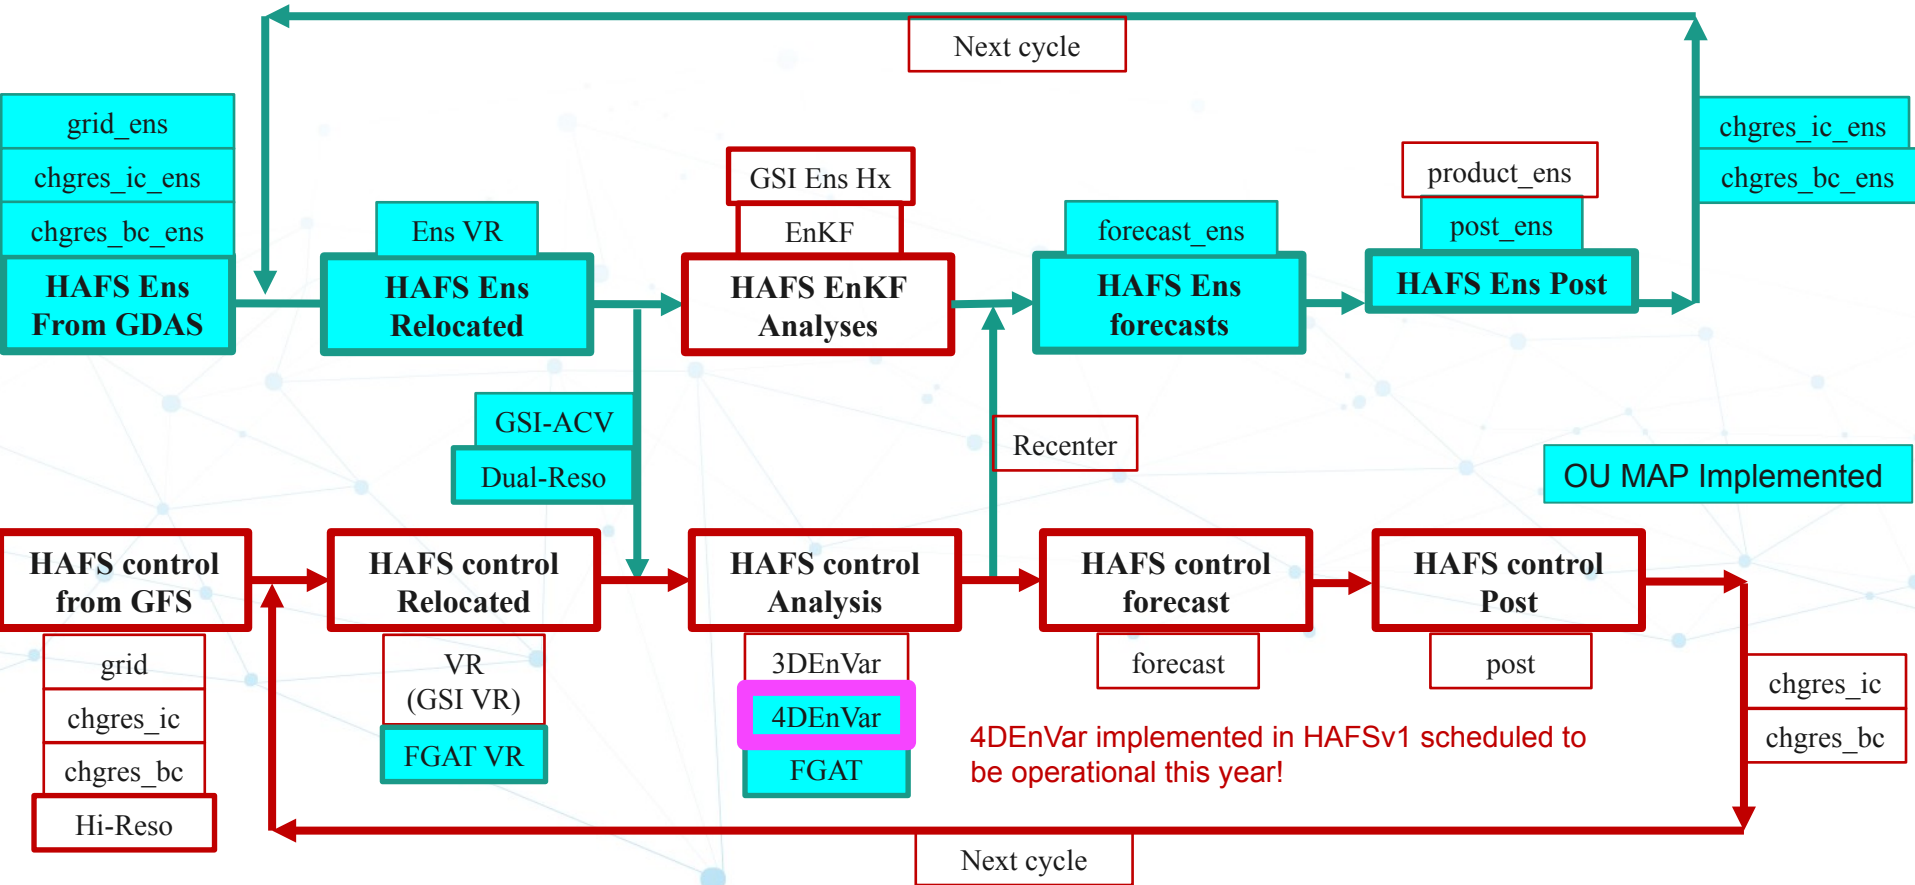 Next cycle
grid_ens
chgres_ic_ens
chgres_bc_ens
HAFS Ens
From GDAS
Ens VR
HAFS Ens
Relocated
GSI Ens Hx
EnKF
HAFS EnKF
Analyses
forecast_ens
HAFS Ens
forecasts
product_ens
post_ens
HAFS Ens Post
chgres_ic_ens
chgres_bc_ens
GSI-ACV
Dual-Reso
Recenter
OU MAP Implemented
HAFS control
from GFS
grid
chgres_ic
chgres_bc
Hi-Reso
HAFS control
Relocated
VR
(GSI VR)
FGAT VR
HAFS control
Analysis
3DEnVar
4DEnVar
FGAT
HAFS control
forecast
forecast
HAFS control
Post
post
chgres_ic
chgres_bc
4DEnVar implemented in HAFSv1 scheduled to
be operational this year!
Next cycle